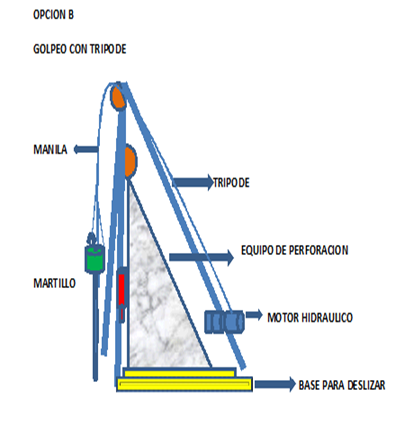 OPCION B
GOLPEO CON TRIPODE
MANILA
TRIPODE
EQUIPO DE PERFORACION
MARTILLO
MOTOR HIDRAULICO
BASE PARA DESLIZAR